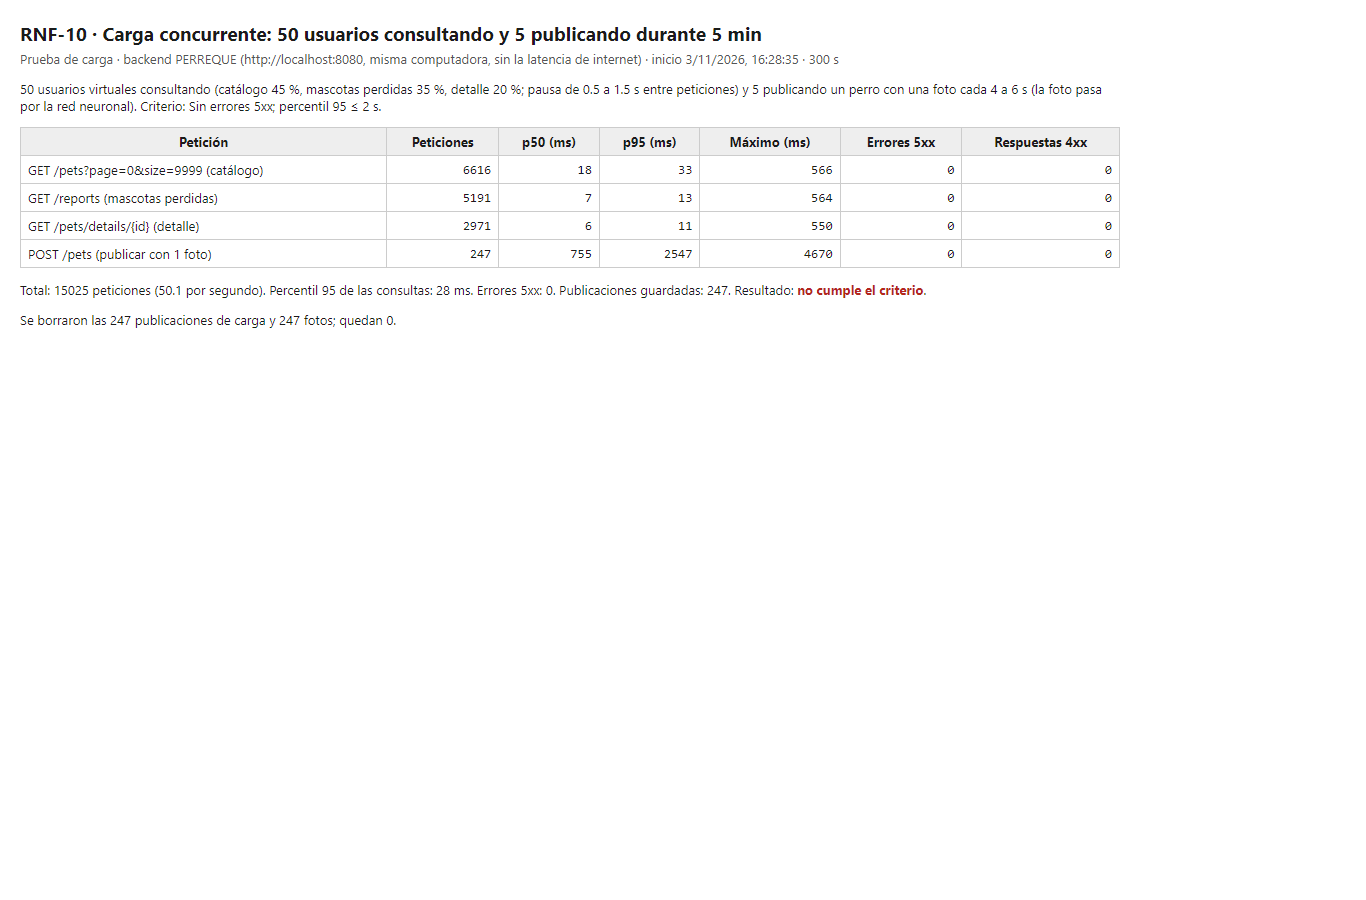 RNF-10 · Carga concurrente: 50 usuarios consultando y 5 publicando durante 5 min
Prueba de carga · backend PERREQUE (http://localhost:8080, misma computadora, sin la latencia de internet) · inicio 3/11/2026, 16:28:35 · 300 s
50 usuarios virtuales consultando (catálogo 45 %, mascotas perdidas 35 %, detalle 20 %; pausa de 0.5 a 1.5 s entre peticiones) y 5 publicando un perro con una foto cada 4 a 6 s (la foto pasa
por la red neuronal). Criterio: Sin errores 5xx; percentil 95 ≤ 2 s.
Petición Peticiones p50 (ms) p95 (ms) Máximo (ms) Errores 5xx Respuestas 4xx
GET /pets?page=0&size=9999 (catálogo) 6616 18 33 566 0 0
GET /reports (mascotas perdidas) 5191 7 13 564 0 0
GET /pets/details/{id} (detalle) 2971 6 11 550 0 0
POST /pets (publicar con 1 foto) 247 755 2547 4670 0 0
Total: 15025 peticiones (50.1 por segundo). Percentil 95 de las consultas: 28 ms. Errores 5xx: 0. Publicaciones guardadas: 247. Resultado: no cumple el criterio.
Se borraron las 247 publicaciones de carga y 247 fotos; quedan 0.